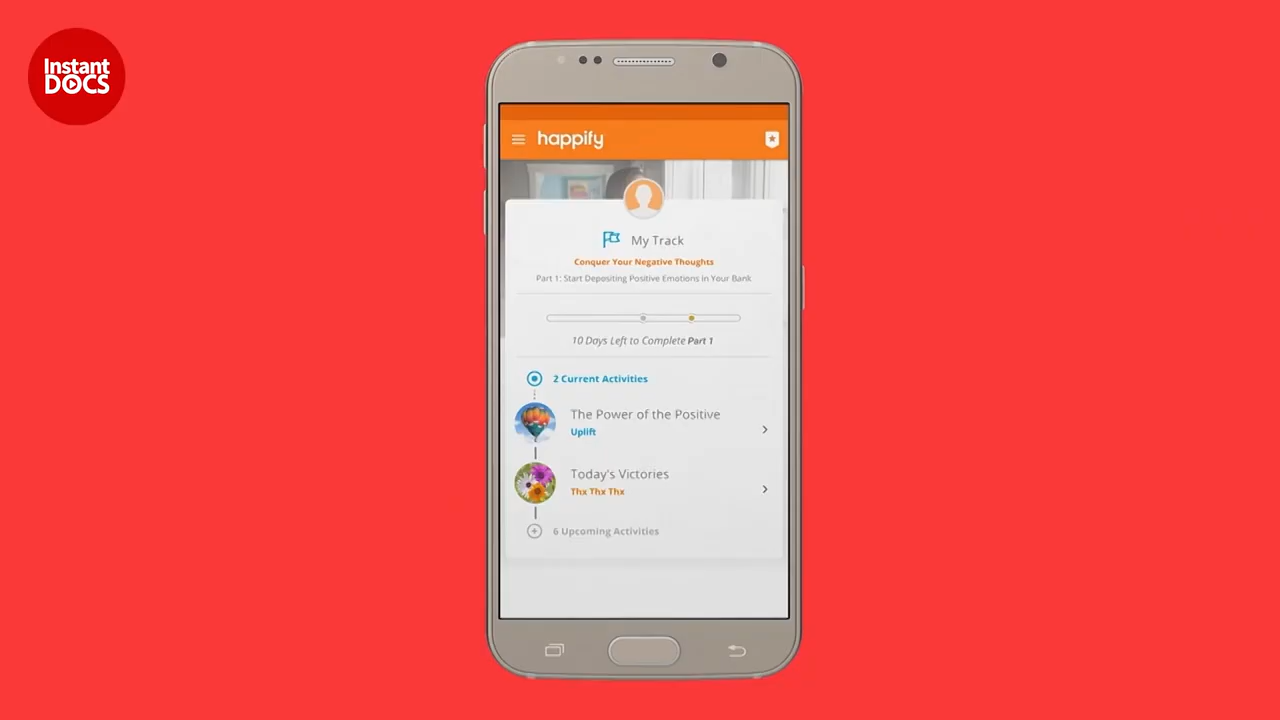 Instant
DOCS
happify
My Track
Conquer Your Negative Thoughts
Part 1: Start Depositing Positive Emotions in Your Bank
10 Days Left to Complete Part 1
2 Current Activities
The Power of the Positive
Uplift
Today's Victories
Thx Thx Thx
6 Upcoming Activities